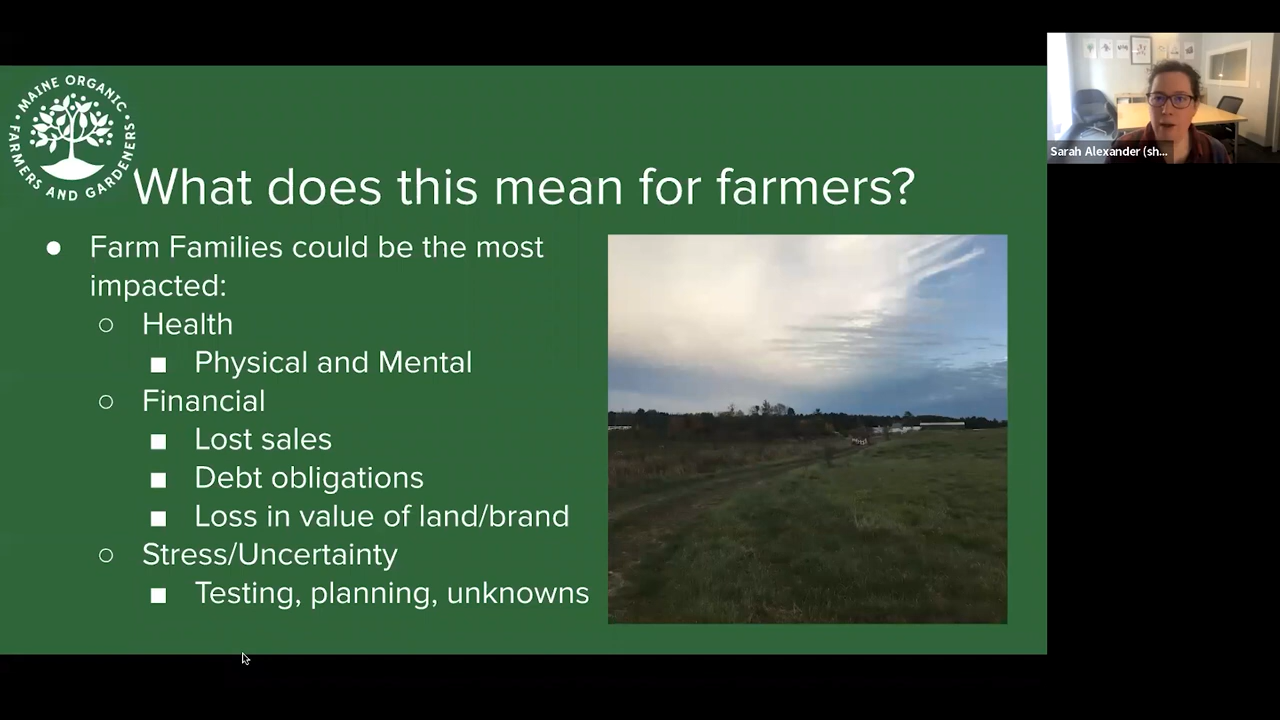 MAINE ORGANIC
FARMERS AND GARDENERS
What does this mean for farmers?
● Farm Families could be the most
impacted:
○ Health
■ Physical and Mental
○ Financial
■ Lost sales
■ Debt obligations
■ Loss in value of land/brand
○ Stress/Uncertainty
■ Testing, planning, unknowns
Sarah Alexander (sh...